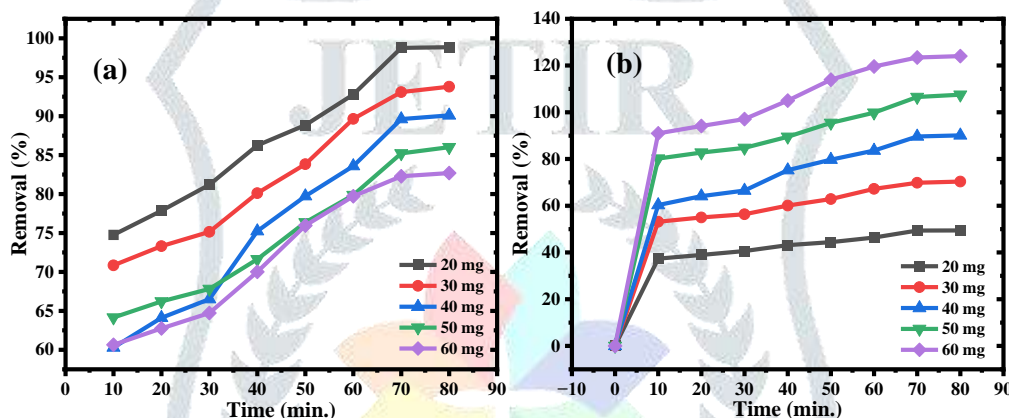 (a)
JETIR
Removal (%)
100
95
90
85
80
75
70
65
60
0 10 20 30 40 50 60 70 80 90
Time (min.)
20 mg
30 mg
40 mg
50 mg
60 mg
(b)
Removal (%)
140
120
100
80
60
40
20
0
−10 0 10 20 30 40 50 60 70 80 90
Time (min.)
20 mg
30 mg
40 mg
50 mg
60 mg